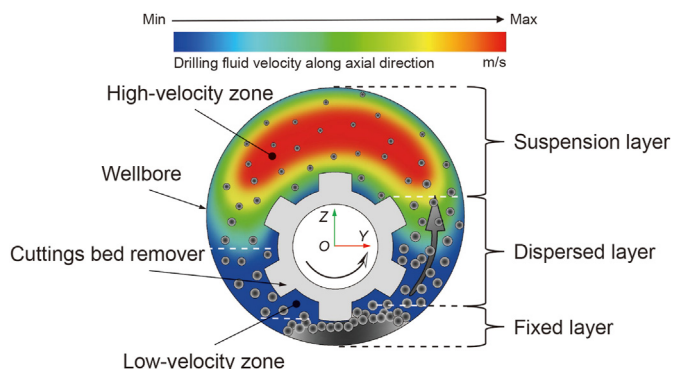 Min Max
Drilling fluid velocity along axial direction m/s
High-velocity zone
Suspension layer
Wellbore
Z
O Y
Cuttings bed remover
Dispersed layer
Fixed layer
Low-velocity zone